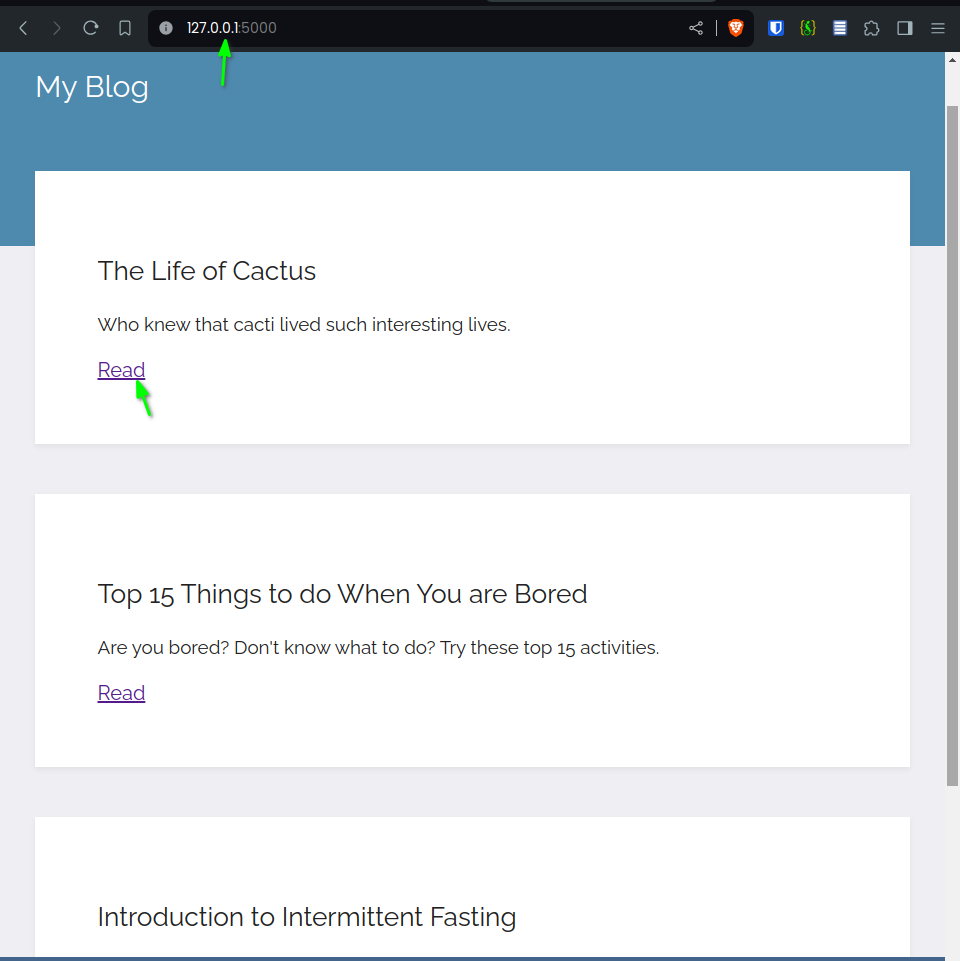 127.0.0.1:5000
My Blog
The Life of Cactus
Who knew that cacti lived such interesting lives.
Read
Top 15 Things to do When You are Bored
Are you bored? Don't know what to do? Try these top 15 activities.
Read
Introduction to Intermittent Fasting